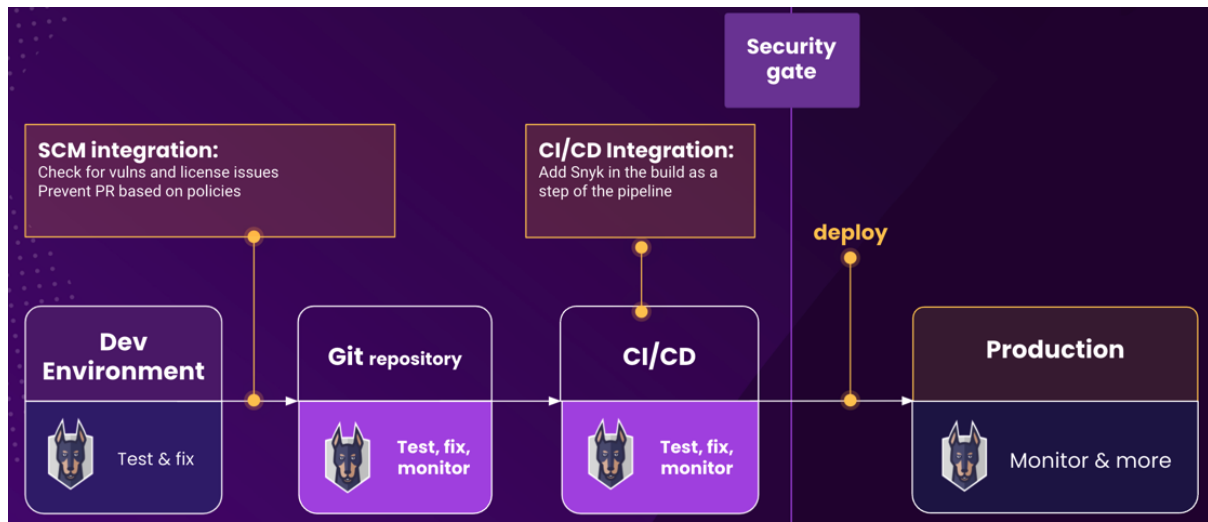 Security
gate
SCM integration:
Check for vulns and license issues
Prevent PR based on policies
CI/CD Integration:
Add Snyk in the build as a
step of the pipeline
deploy
Dev
Environment
Git repository
CI/CD
Production
Test & fix
Test, fix,
monitor
Test, fix,
monitor
Monitor & more